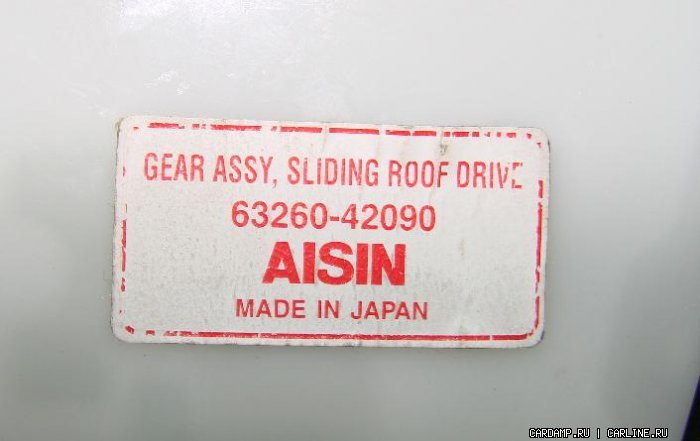 GEAR ASSY, SLIDING ROOF DRIVE
63260-42090
AISIN
MADE IN JAPAN
CARDAMP.RU | CARLINE.RU